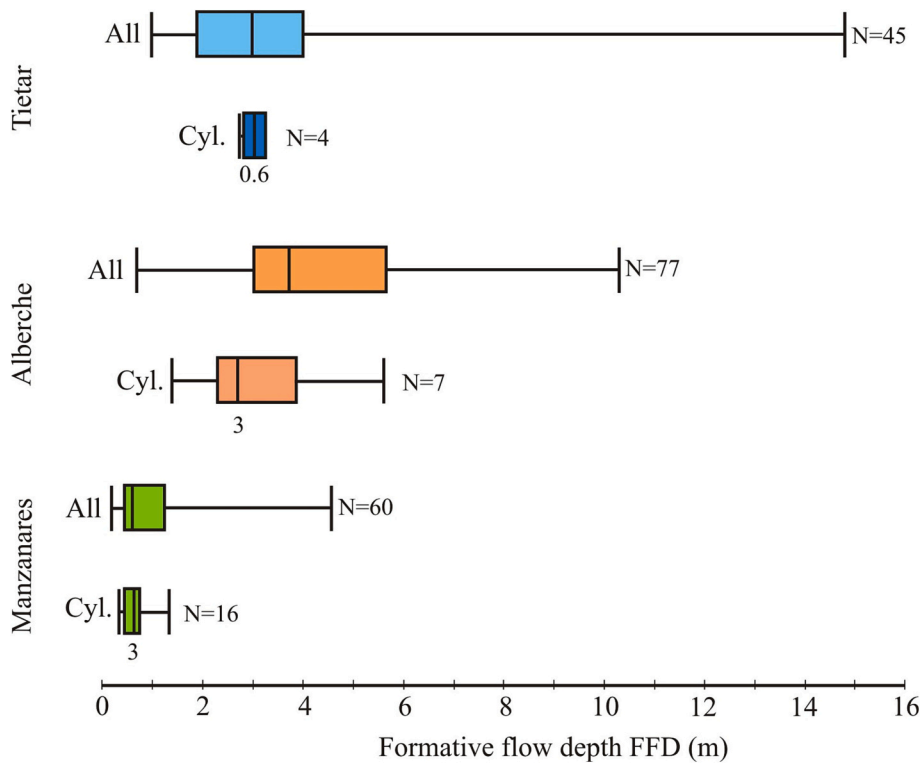 Tietar
All
N=45
Cyl.
N=4
0.6
Alberche
All
N=77
Cyl.
N=7
3
Manzanares
All
N=60
Cyl.
N=16
3
0 2 4 6 8 10 12 14 16
Formative flow depth FFD (m)